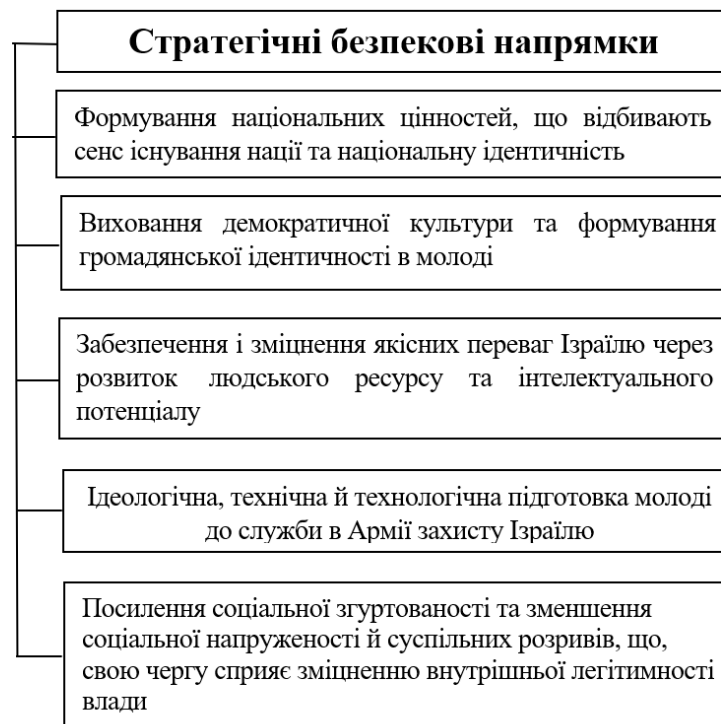 Стратегічні безпекові напрямки
Формування національних цінностей, що відбивають
сенс існування нації та національну ідентичність
Виховання демократичної культури та формування
громадянської ідентичності в молоді
Забезпечення і зміцнення якісних переваг Ізраїлю через
розвиток людського ресурсу та інтелектуального
потенціалу
Ідеологічна, технічна й технологічна підготовка молоді
до служби в Армії захисту Ізраїлю
Посилення соціальної згуртованості та зменшення
соціальної напруженості й суспільних розривів, що,
свою чергу сприяє зміцненню внутрішньої легітимності
влади